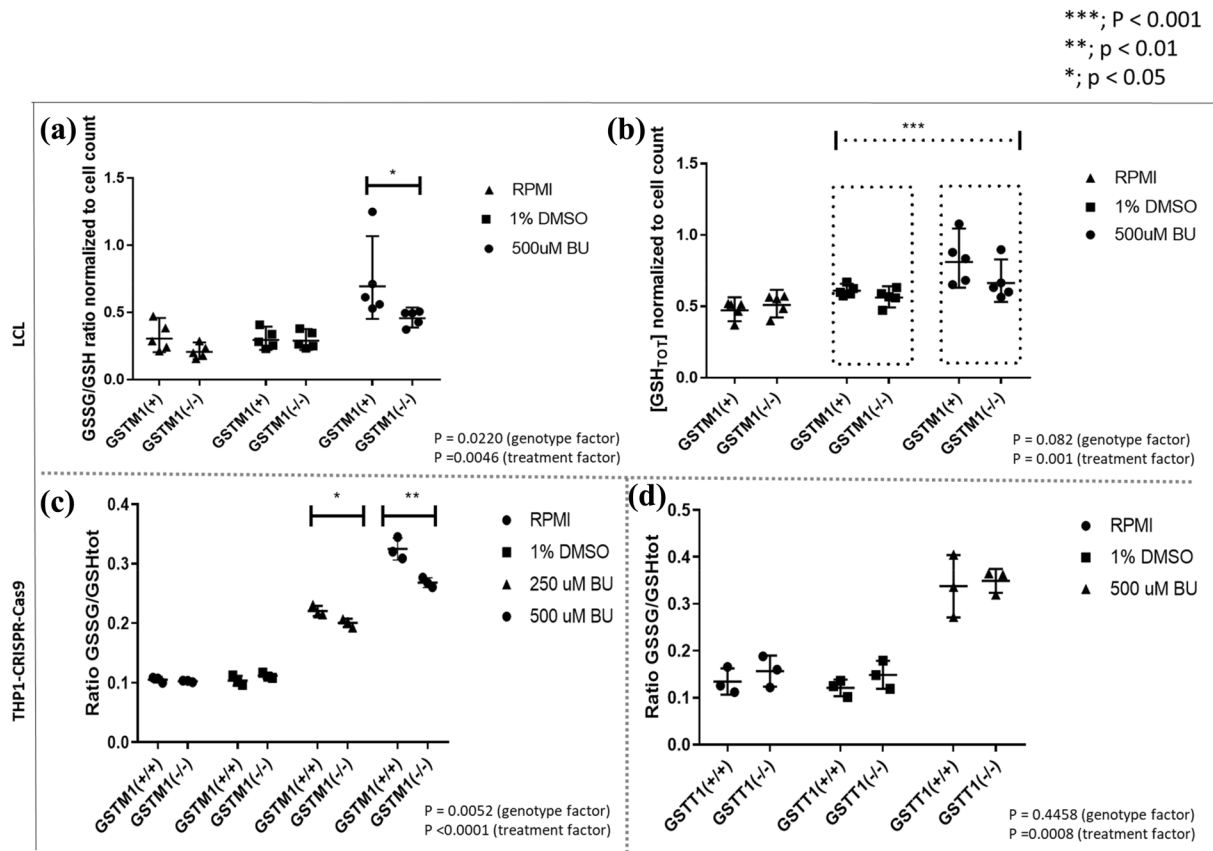 ***; P < 0.001
**; p < 0.01
*; p < 0.05
LCL
(a)
GSSG/GSH ratio normalized to cell count
1.5
1.0
0.5
0.0
*
RPMI
1% DMSO
500uM BU
GSTM1(+)
GSTM1(-/-)
GSTM1(+)
GSTM1(-/-)
GSTM1(+)
GSTM1(-/-)
P = 0.0220 (genotype factor)
P =0.0046 (treatment factor)
(b)
[GSHTOT] normalized to cell count
1.5
1.0
0.5
0.0
***
RPMI
1% DMSO
500uM BU
GSTM1(+)
GSTM1(-/-)
GSTM1(+)
GSTM1(-/-)
GSTM1(+)
GSTM1(-/-)
P = 0.082 (genotype factor)
P = 0.001 (treatment factor)
THP1-CRISPR-Cas9
(c)
Ratio GSSG/GSHtot
0.4
0.3
0.2
0.1
0.0
*
**
RPMI
1% DMSO
250 uM BU
500 uM BU
GSTM1(+/+)
GSTM1(-/-)
GSTM1(+/+)
GSTM1(-/-)
GSTM1(+/+)
GSTM1(-/-)
GSTM1(+/+)
GSTM1(-/-)
P = 0.0052 (genotype factor)
P <0.0001 (treatment factor)
(d)
Ratio GSSG/GSHtot
0.5
0.4
0.3
0.2
0.1
0.0
RPMI
1% DMSO
500 uM BU
GSTT1(+/+)
GSTT1(-/-)
GSTT1(+/+)
GSTT1(-/-)
GSTT1(+/+)
GSTT1(-/-)
P = 0.4458 (genotype factor)
P =0.0008 (treatment factor)